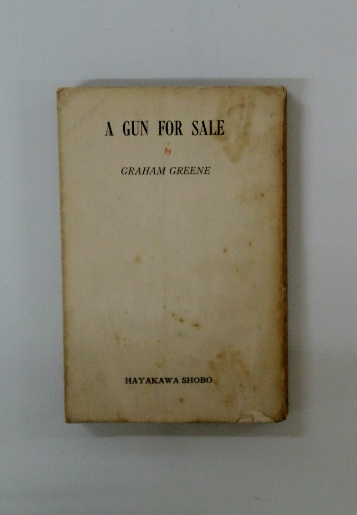 A GUN FOR SALE
by
GRAHAM GREENE
HAYAKAWA SHOBO